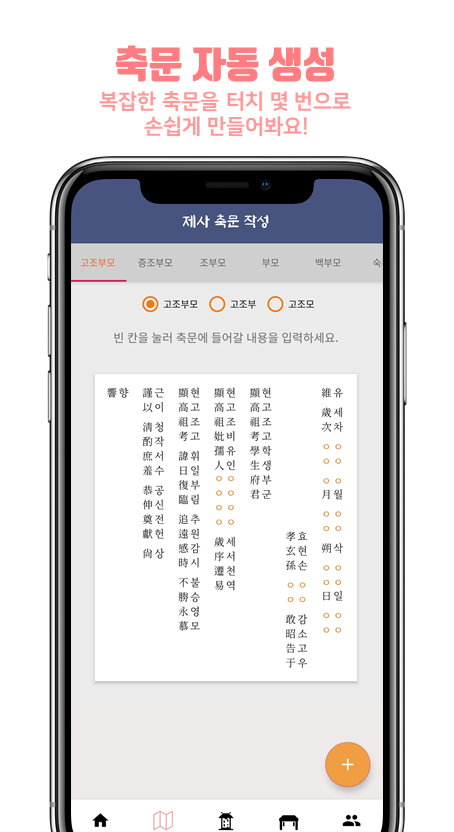 축문 자동 생성
복잡한 축문을 터치 몇 번으로
손쉽게 만들어봐요!
제사 축문 작성
고조부모 증조부모 조부모 부모 백부모 숙
고조부모 고조부 고조모
빈 칸을 눌러 축문에 들어갈 내용을 입력하세요.
유 세차 ○○ 월 ○○ 삭 ○○ 일 ○○
維 歲次 ○○ 月 ○○ 朔 ○○ 日 ○○
효현손 ○○ 감소고우
孝玄孫 ○○ 敢昭告于
현고조고학생부군
顯高祖考學生府君
현고조비유인○○○○ 세서천역
顯高祖妣孺人○○○○ 歲序遷易
현고조고 휘일부림 추원감시 불승영모
顯高祖考 諱日復臨 追遠感時 不勝永慕
근이 청작서수 공신전헌 상
謹以 淸酌庶羞 恭伸奠獻 尙
향
響